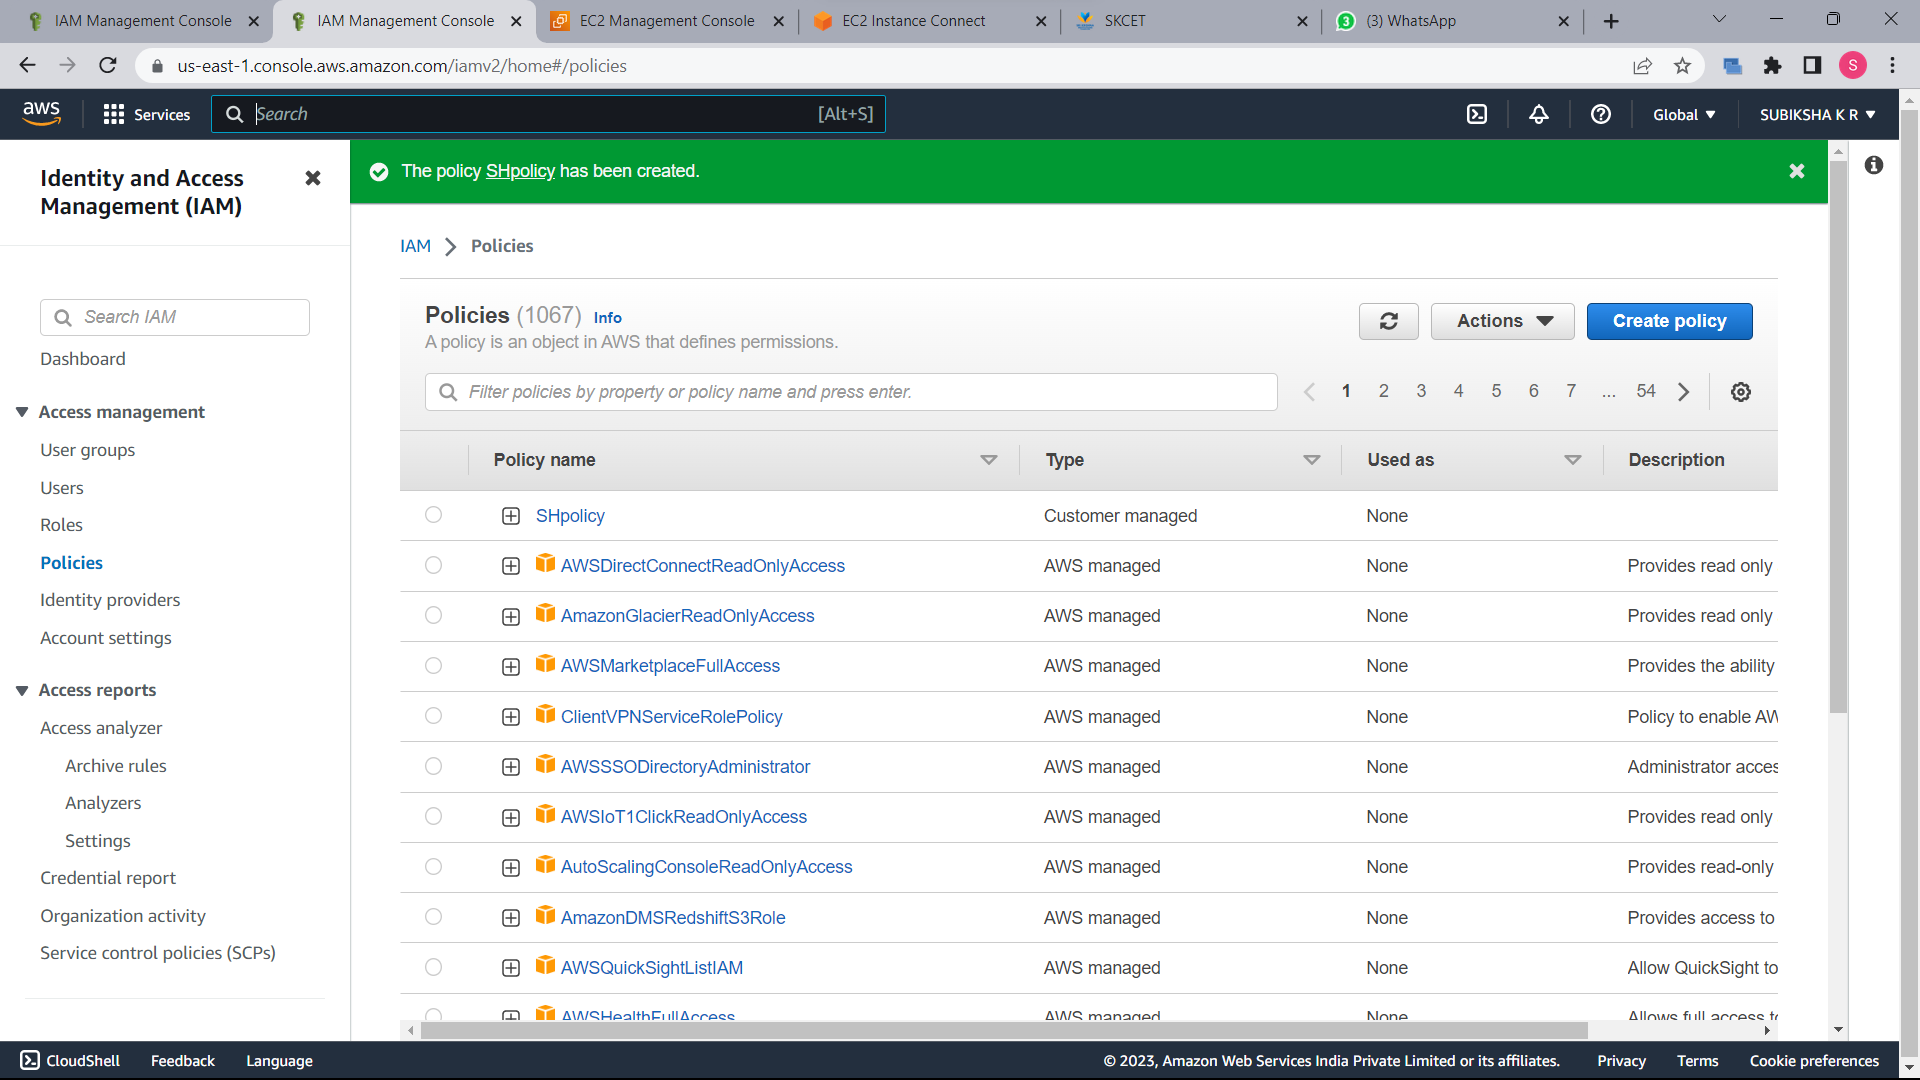 IAM Management Console
IAM Management Console
EC2 Management Console
EC2 Instance Connect
SKCET
3
(3) WhatsApp
us-east-1.console.aws.amazon.com/iamv2/home#/policies
S
aws
Services
Search
[Alt+S]
Global
SUBIKSHA K R
Identity and Access
Management (IAM)
Search IAM
Dashboard
Access management
User groups
Users
Roles
Policies
Identity providers
Account settings
Access reports
Access analyzer
Archive rules
Analyzers
Settings
Credential report
Organization activity
Service control policies (SCPs)
The policy SHpolicy has been created.
IAM
Policies
Policies (1067) Info
A policy is an object in AWS that defines permissions.
Actions
Create policy
Filter policies by property or policy name and press enter.
1 2 3 4 5 6 7 ... 54
Policy name Type Used as Description
SHpolicy Customer managed None
AWSDirectConnectReadOnlyAccess AWS managed None Provides read only
AmazonGlacierReadOnlyAccess AWS managed None Provides read only
AWSMarketplaceFullAccess AWS managed None Provides the ability
ClientVPNServiceRolePolicy AWS managed None Policy to enable AW
AWSSSODirectoryAdministrator AWS managed None Administrator acces
AWSIoT1ClickReadOnlyAccess AWS managed None Provides read only
AutoScalingConsoleReadOnlyAccess AWS managed None Provides read-only
AmazonDMSRedshiftS3Role AWS managed None Provides access to
AWSQuickSightListIAM AWS managed None Allow QuickSight to
AWSHealthFullAccess AWS managed None Allows full access to
CloudShell
Feedback
Language
© 2023, Amazon Web Services India Private Limited or its affiliates.
Privacy
Terms
Cookie preferences